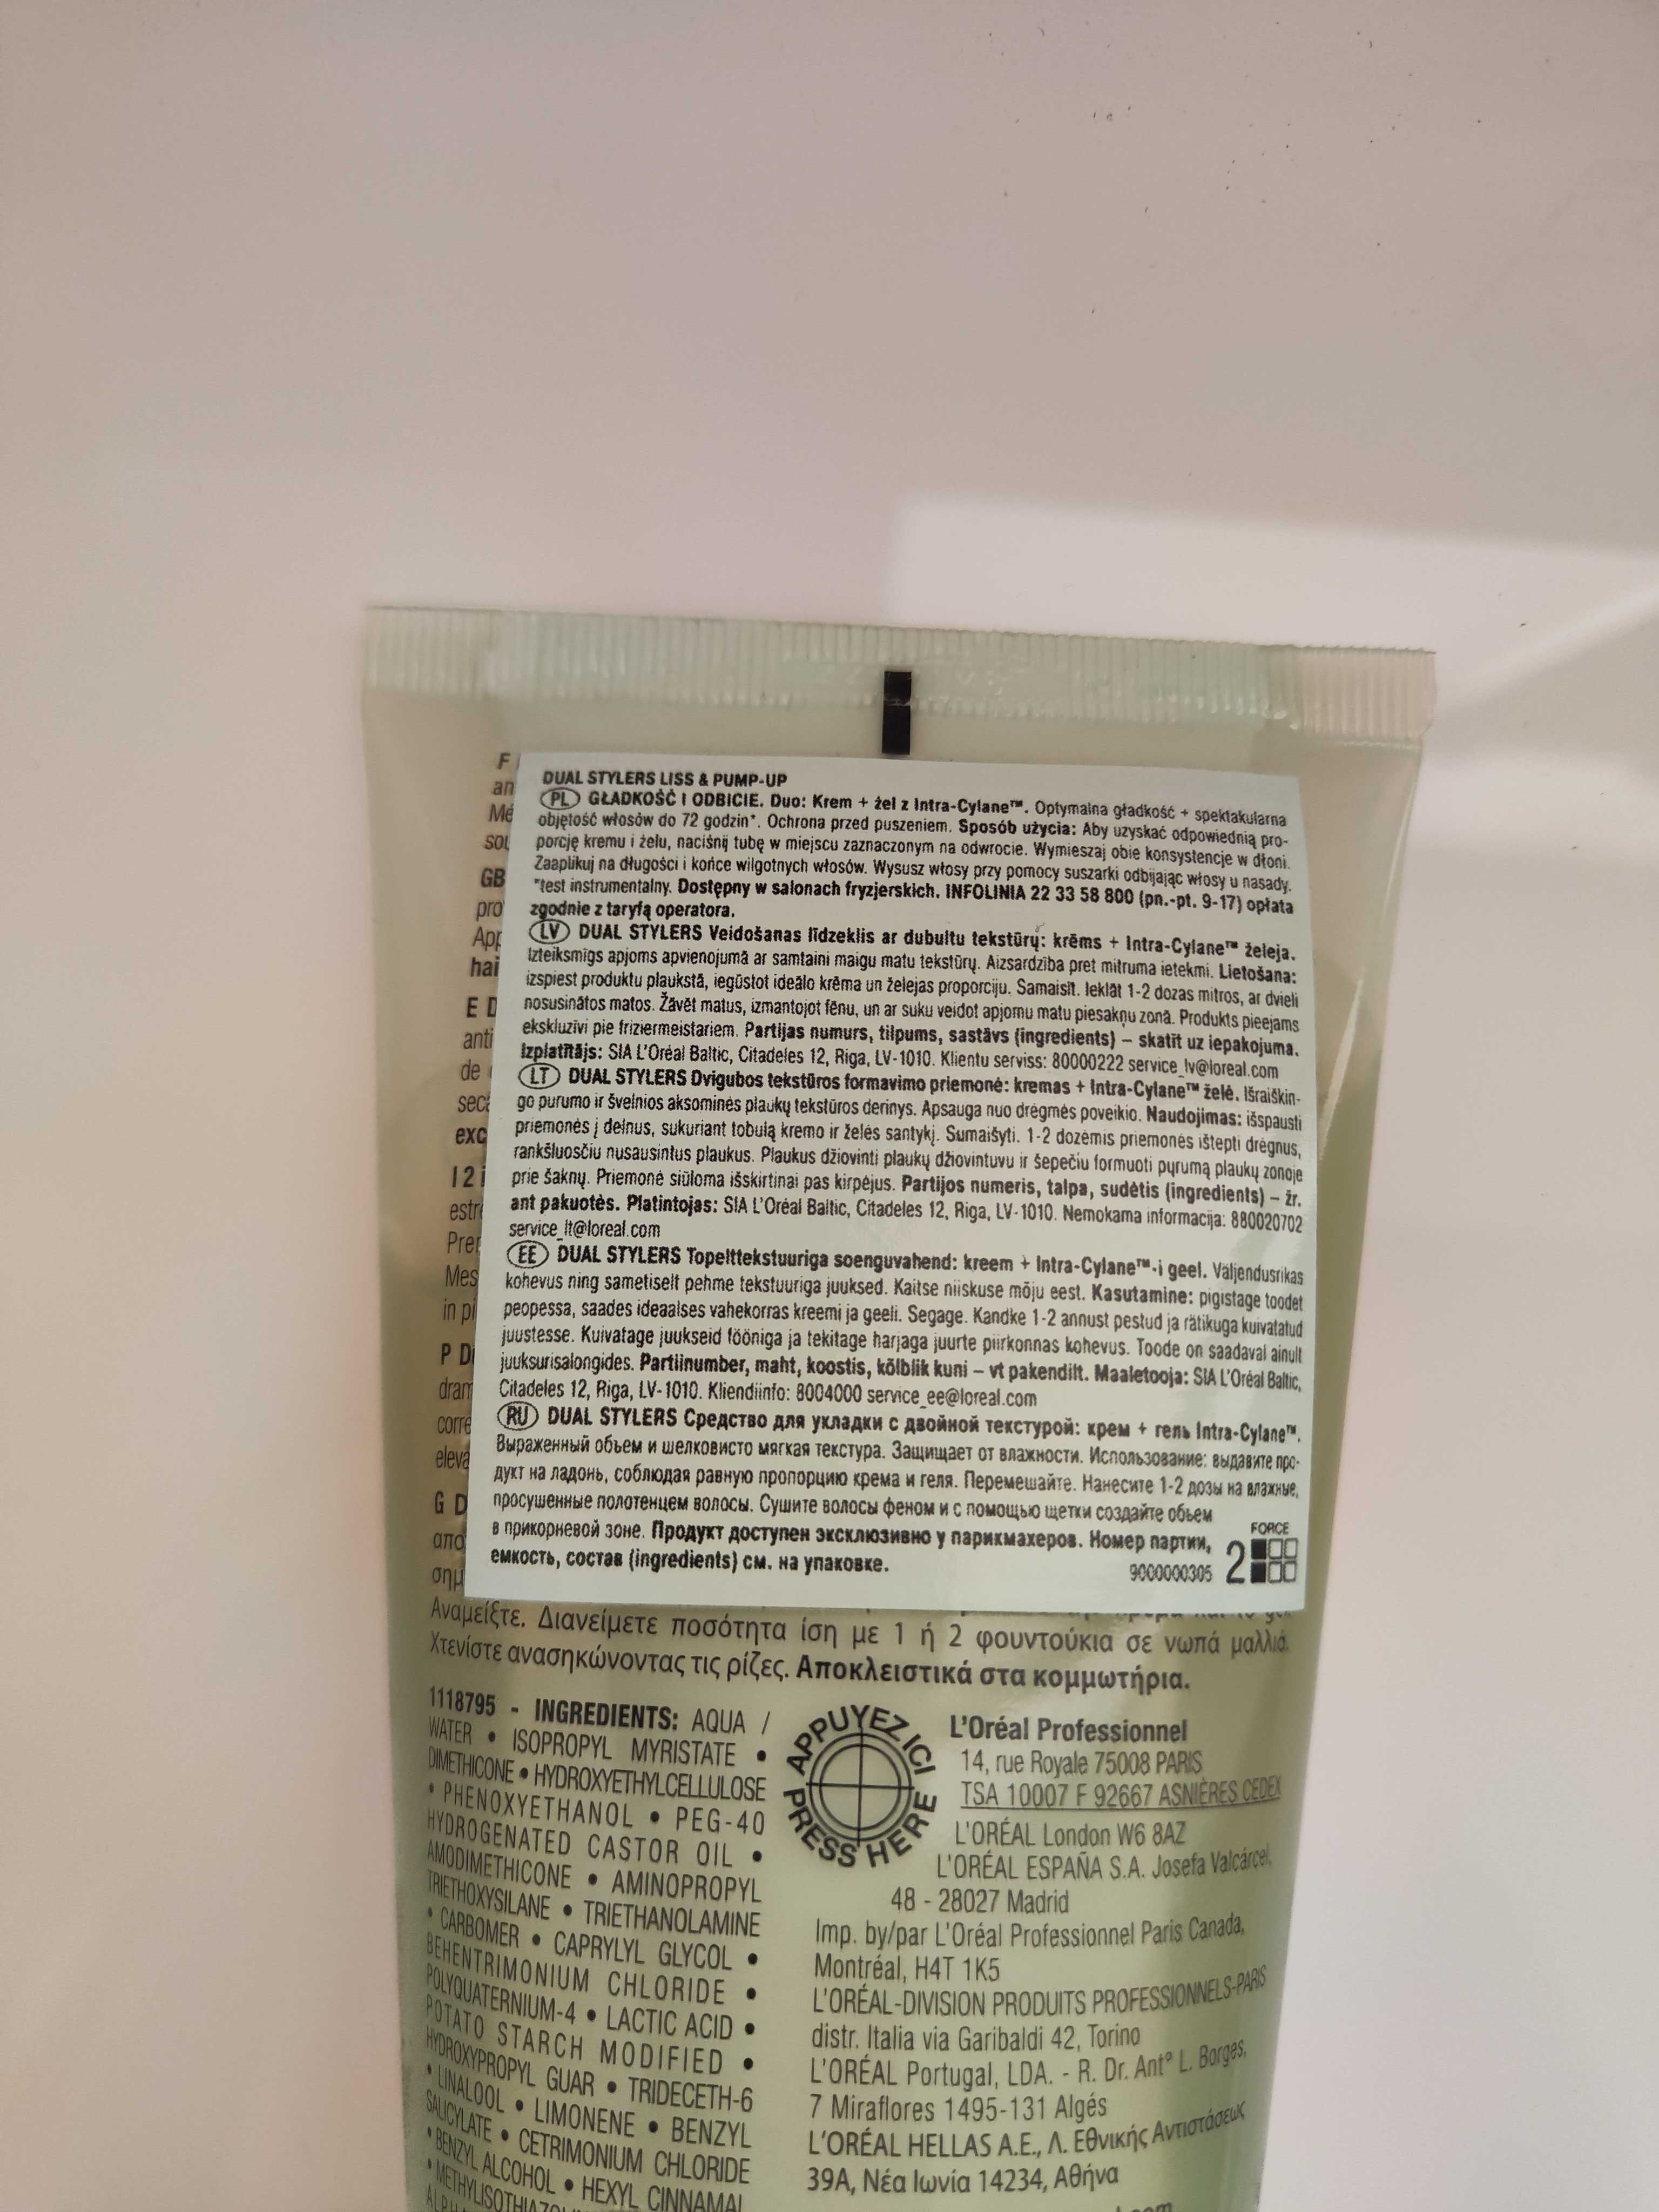 F
an
Mé
sou
GB
pro
App
hai
E D
anti
de
exc
I 2 i
estr
Mes
in pi
P D
corre
eleva
G D
απο
σημ
DUAL STYLERS LISS & PUMP-UP
PL GŁADKOŚĆ I ODBICIE. Duo: Krem + żel z Intra-Cylane™. Optymalna gładkość + spektakularna
objętość włosów do 72 godzin*. Ochrona przed puszeniem. Sposób użycia: Aby uzyskać odpowiednią pro-
porcję kremu i żelu, naciśnij tubę w miejscu zaznaczonym na odwrocie. Wymieszaj obie konsystencje w dłoni.
Zaaplikuj na długości i końce wilgotnych włosów. Wysusz włosy przy pomocy suszarki odbijając włosy u nasady.
*test instrumentalny. Dostępny w salonach fryzjerskich. INFOLINIA 22 33 58 800 (pn.-pt. 9-17) opłata
zgodnie z taryfą operatora.
LV DUAL STYLERS Veidošanas līdzeklis ar dubultu tekstūrų: krēms + Intra-Cylane™ želeja.
Izteiksmīgs apjoms apvienojumā ar samtaini maigu matu tekstūrų. Aizsardzība pret mitruma ietekmi. Lietošana:
izspiest produktu plaukstā, iegūstot ideālo krēma un želejas proporciju. Samaisīt. Ieklāt 1-2 dozas mitros, ar dvieli
nosusinātos matos. Žāvēt matus, izmantojot fēnu, un ar suku veidot apjomu matu piesakņu zonā. Produkts pieejams
ekskluzīvi pie friziermeistariem. Partijas numurs, tilpums, sastāvs (ingredients) – skatīt uz iepakojuma.
Izplatītājs: SIA L'Oréal Baltic, Citadeles 12, Riga, LV-1010. Klientu serviss: 80000222 service_lv@loreal.com
LT DUAL STYLERS Dvigubos tekstūros formavimo priemonė: kremas + Intra-Cylane™ želė. Išraiškin-
go purumo ir švelnios aksominės plaukų tekstūros derinys. Apsauga nuo drėgmės poveikio. Naudojimas: išspausti
priemonės į delnus, sukuriant tobulą kremo ir želės santykį. Sumaišyti. 1-2 dozėmis priemonės ištepti drėgnus,
rankšluosčiu nusausintus plaukus. Plaukus džiovinti plaukų džiovintuvu ir šepečiu formuoti pųrumą plaukų zonoje
prie šaknų. Priemonė siūloma išskirtinai pas kirpėjus. Partijos numeris, talpa, sudėtis (ingredients) – žr.
ant pakuotės. Platintojas: SIA L'Oréal Baltic, Citadeles 12, Riga, LV-1010. Nemokama informacija: 880020702
service_lt@loreal.com
EE DUAL STYLERS Topelttekstuuriga soenguvahend: kreem + Intra-Cylane™-i geel. Väljendusrikas
kohevus ning sametiselt pehme tekstuuriga juuksed. Kaitse niiskuse mõju eest. Kasutamine: pigistage toodet
peopessa, saades ideaalses vahekorras kreemi ja geeli. Segage. Kandke 1-2 annust pestud ja rätikuga kuivatatud
juustesse. Kuivatage juukseid fööniga ja tekitage harjaga juurte piirkonnas kohevus. Toode on saadaval ainult
juuksurisalongides. Partiinumber, maht, koostis, kõlblik kuni – vt pakendilt. Maaletooja: SIA L'Oréal Baltic,
Citadeles 12, Riga, LV-1010. Kliendiinfo: 8004000 service_ee@loreal.com
RU DUAL STYLERS Средство для укладки с двойной текстурой: крем + гель Intra-Cylane™.
Выраженный объем и шелковисто мягкая текстура. Защищает от влажности. Использование: выдавите про-
дукт на ладонь, соблюдая равную пропорцию крема и геля. Перемешайте. Нанесите 1-2 дозы на влажные,
просушенные полотенцем волосы. Сушите волосы феном и с помощью щетки создайте объем
в прикорневой зоне. Продукт доступен эксклюзивно у парикмахеров. Номер партии,
емкость, состав (ingredients) см. на упаковке.
9000000305
FORCE
2
Αναμείξτε. Διανείμετε ποσότητα ίση με 1 ή 2 φουντούκια σε νωπά μαλλιά.
Χτενίστε ανασηκώνοντας τις ρίζες. Αποκλειστικά στα κομμωτήρια.
1118795 - INGREDIENTS: AQUA /
WATER • ISOPROPYL MYRISTATE •
DIMETHICONE • HYDROXYETHYLCELLULOSE
• PHENOXYETHANOL • PEG-40
HYDROGENATED CASTOR OIL •
AMODIMETHICONE • AMINOPROPYL
TRIETHOXYSILANE • TRIETHANOLAMINE
• CARBOMER • CAPRYLYL GLYCOL •
BEHENTRIMONIUM CHLORIDE •
POLYQUATERNIUM-4 • LACTIC ACID •
POTATO STARCH MODIFIED •
HYDROXYPROPYL GUAR • TRIDECETH-6
• LINALOOL • LIMONENE • BENZYL
SALICYLATE • CETRIMONIUM CHLORIDE
• BENZYL ALCOHOL • HEXYL CINNAMAL
APPUYEZ ICI
PRESS HERE
L'Oréal Professionnel
14, rue Royale 75008 PARIS
TSA 10007 F 92667 ASNIÈRES CEDEX
L'ORÉAL London W6 8AZ
L'ORÉAL ESPAÑA S.A. Josefa Valcárcel,
48 - 28027 Madrid
Imp. by/par L'Oréal Professionnel Paris Canada,
Montréal, H4T 1K5
L'ORÉAL-DIVISION PRODUITS PROFESSIONNELS-PARIS
distr. Italia via Garibaldi 42, Torino
L'ORÉAL Portugal, LDA. - R. Dr. Antº L. Borges,
7 Miraflores 1495-131 Algés
L'ORÉAL HELLAS A.E., Λ. Εθνικής Αντιστάσεως
39A, Νέα Ιωνία 14234, Αθήνα